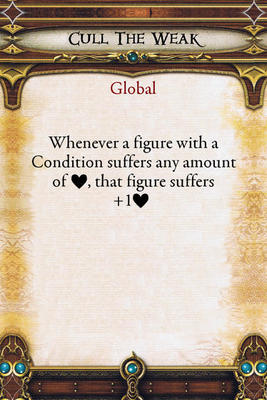 Cull The Weak
Global
Whenever a figure with a
Condition suffers any amount
of ♥, that figure suffers
+1♥